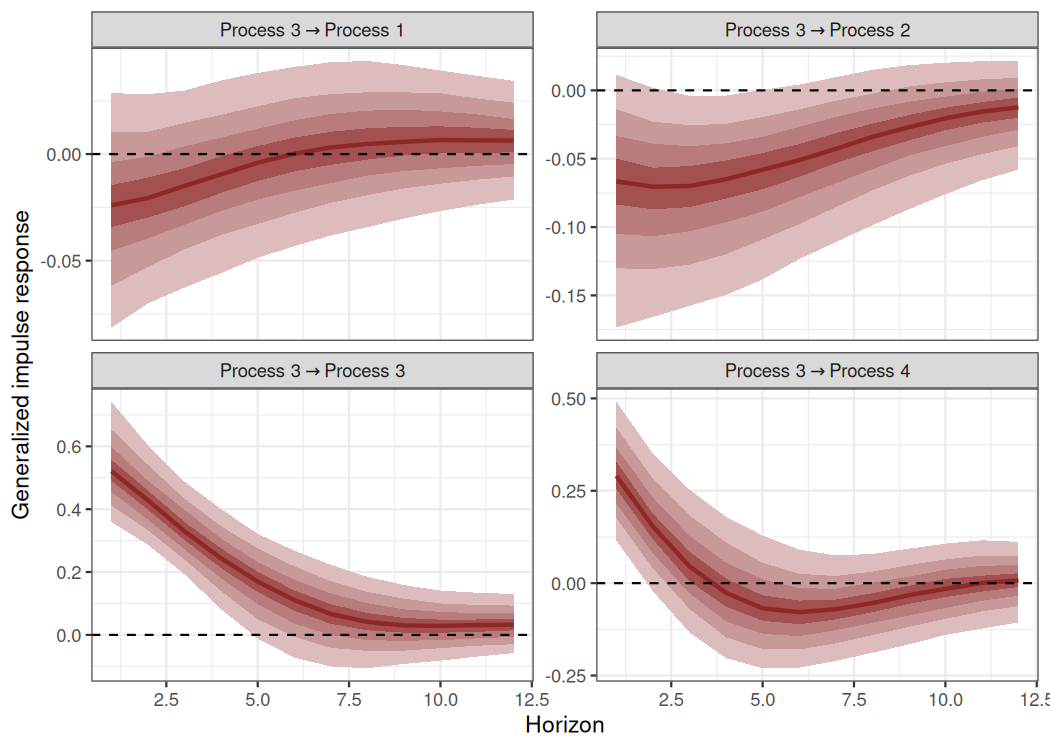 Process 3 → Process 1
Process 3 → Process 2
0.00
-0.05
0.00
-0.05
-0.10
-0.15
Process 3 → Process 3
Process 3 → Process 4
0.6
0.4
0.2
0.0
0.50
0.25
0.00
-0.25
2.5 5.0 7.5 10.0 12.5
2.5 5.0 7.5 10.0 12.5
Horizon
Generalized impulse response